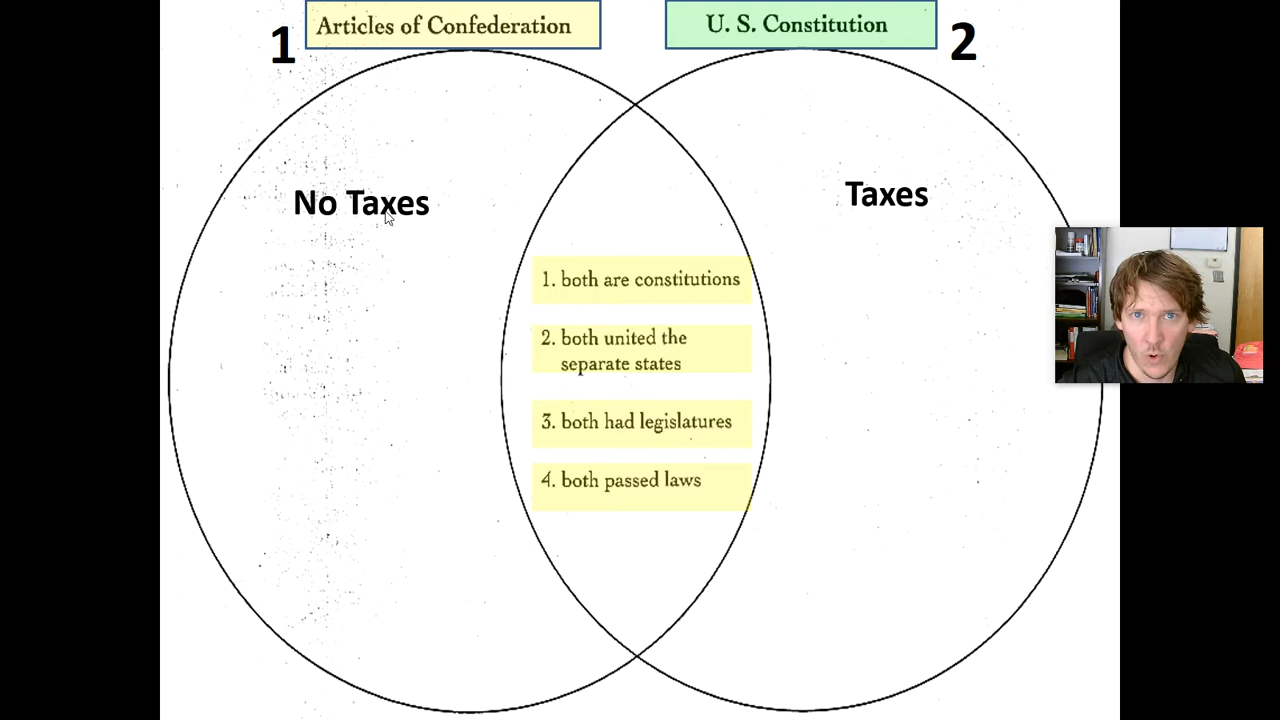 1
Articles of Confederation
U. S. Constitution
2
No Taxes
Taxes
1. both are constitutions
2. both united the
separate states
3. both had legislatures
4. both passed laws